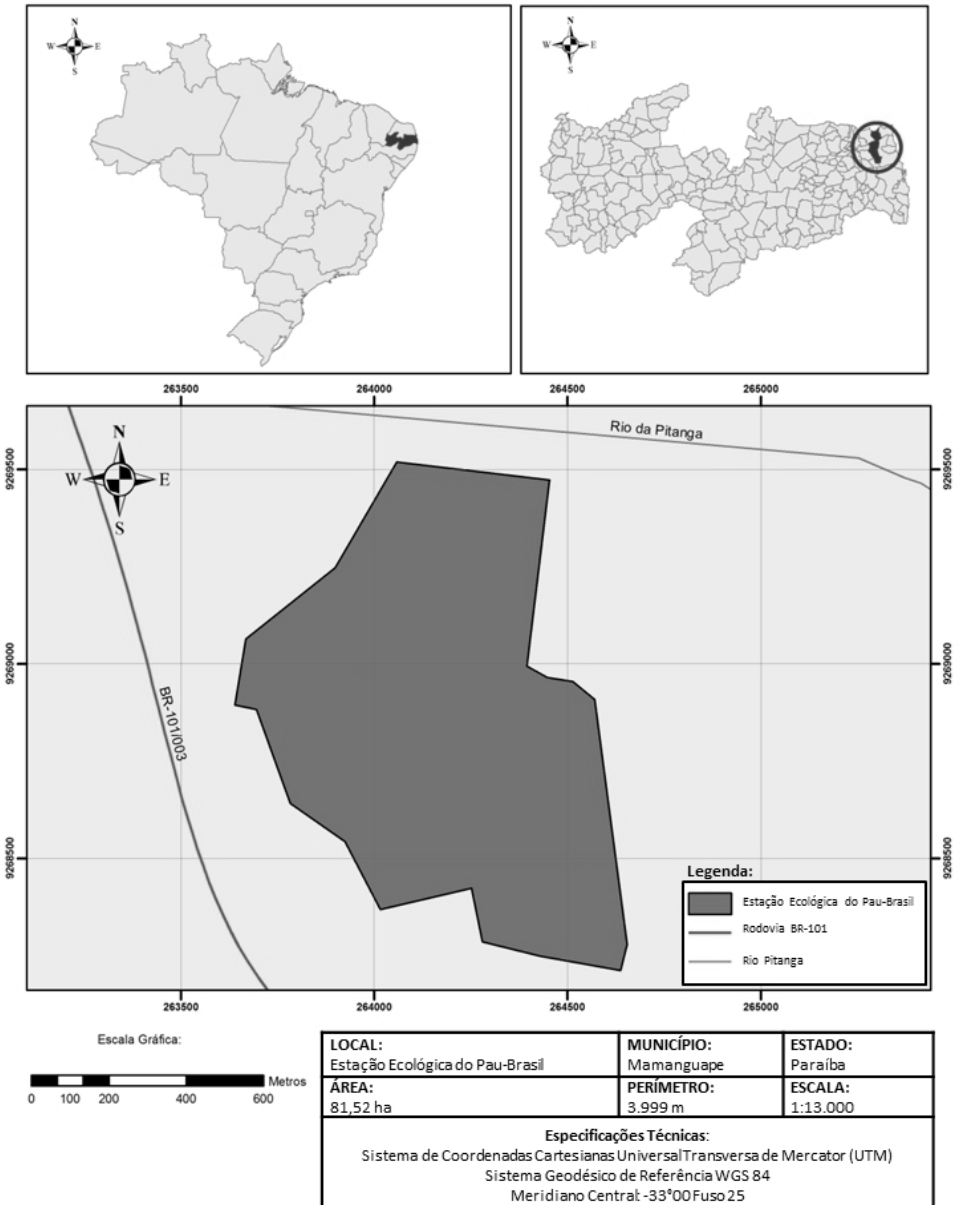 N
W E
S
N
W E
S
263500 264000 264500 265000
Rio da Pitanga
N
W E
S
9269500 9269500
9269000 9269000
BR-101/003
9268500 9268500
Legenda:
Estação Ecológica do Pau-Brasil
Rodovia BR-101
Rio Pitanga
263500 264000 264500 265000
Escala Gráfica:
Metros
0 100 200 400 600
LOCAL:
Estação Ecológica do Pau-Brasil
MUNICÍPIO:
Mamanguape
ESTADO:
Paraíba
ÁREA:
81,52 ha
PERÍMETRO:
3.999 m
ESCALA:
1:13.000
Especificações Técnicas:
Sistema de Coordenadas Cartesianas Universal Transversa de Mercator (UTM)
Sistema Geodésico de Referência WGS 84
Meridiano Central: -33°00 Fuso 25